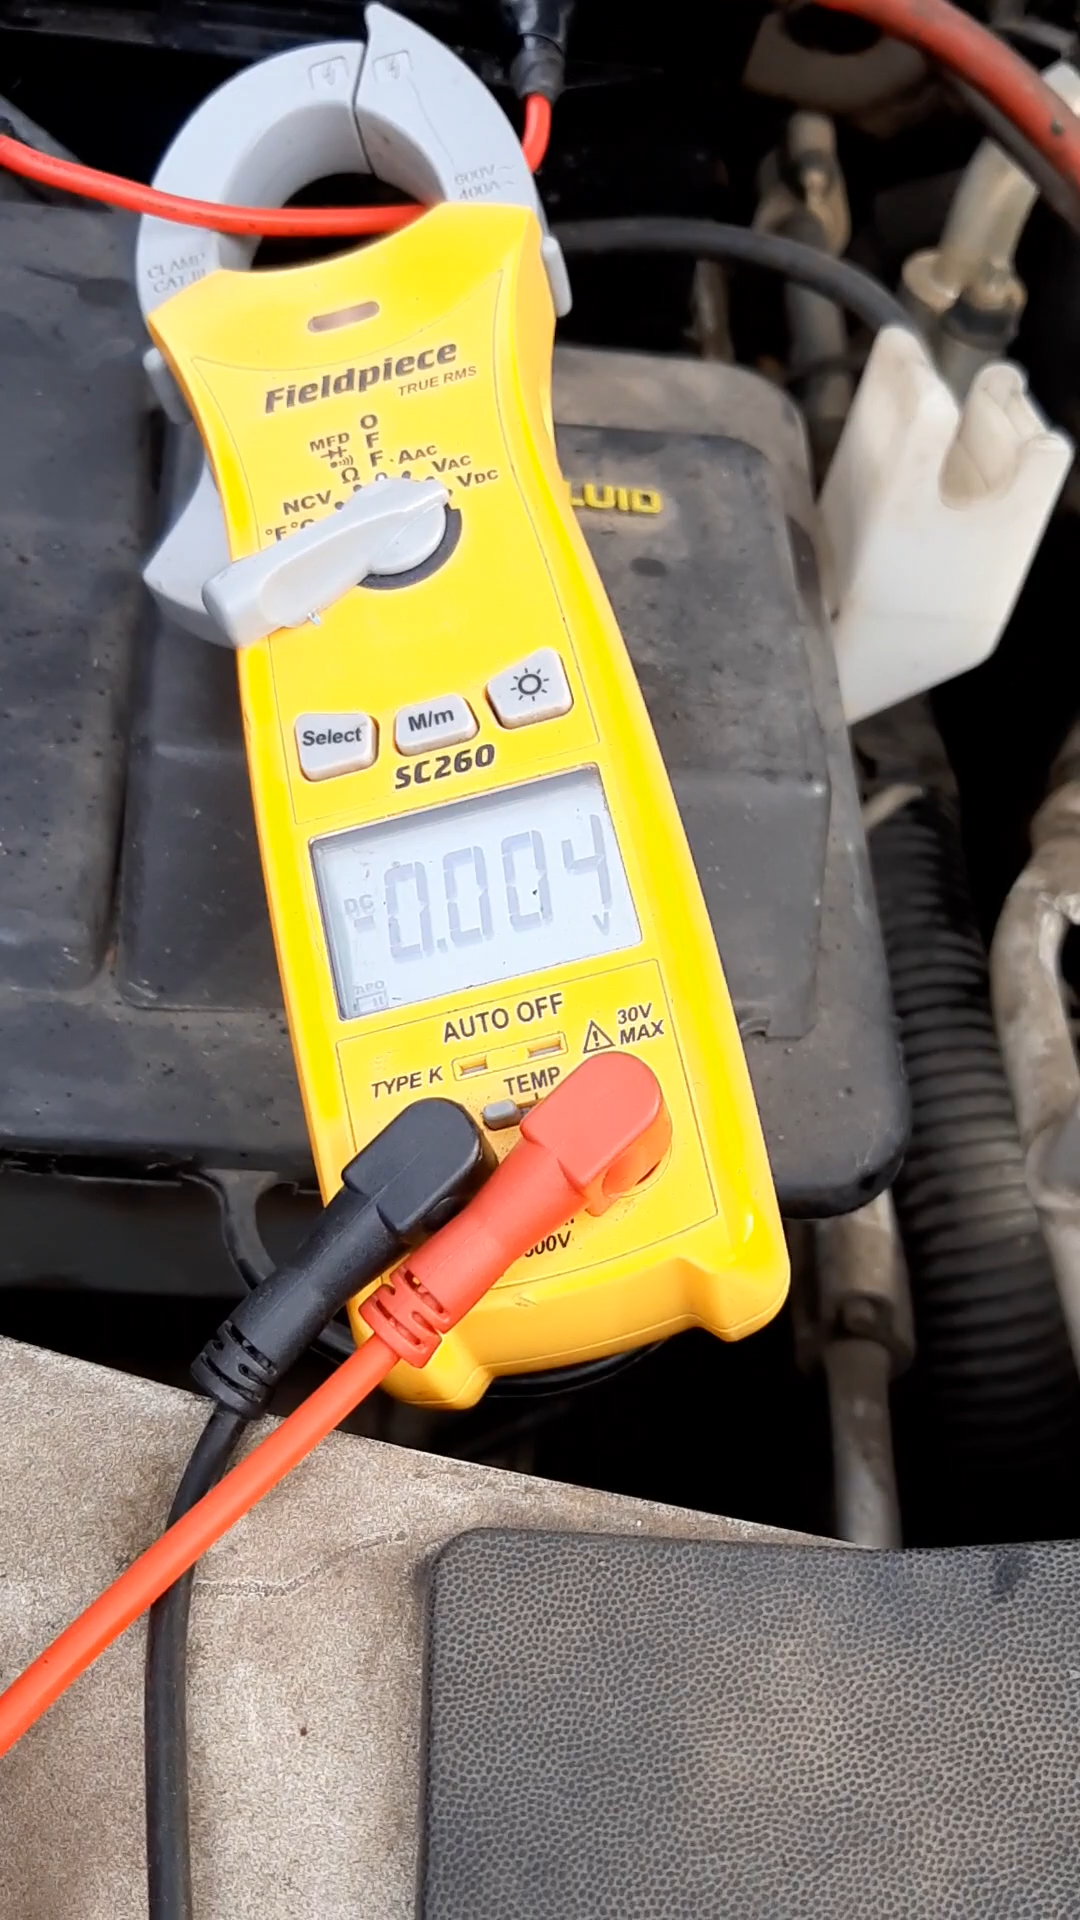 600V~
400A~
CLAMP
CAT.III
Fieldpiece
TRUE RMS
O
MFD F
F AAC
Ω VAC
NCV VDC
°F°C
LUID
Select
M/m
SC260
DC
-0.004
V
APO
AUTO OFF
30V
MAX
TYPE K
TEMP
600V